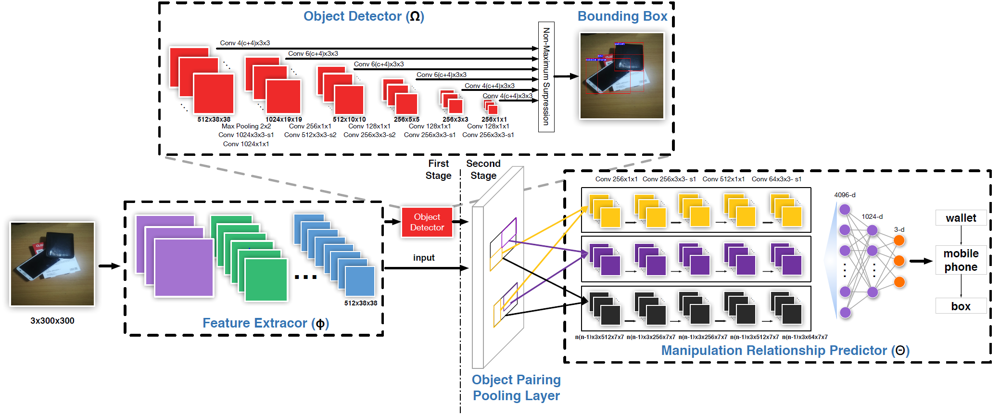 Object Detector (Ω)
Bounding Box
Conv 4(c+4)x3x3
Conv 6(c+4)x3x3
Conv 6(c+4)x3x3
Conv 6(c+4)x3x3
Conv 4(c+4)x3x3
Conv 4(c+4)x3x3
Non-Maximum Surpression
wallet
box
mobile phone
512x38x38
1024x19x19
512x10x10
256x5x5
256x3x3
256x1x1
Max Pooling 2x2
Conv 256x1x1
Conv 128x1x1
Conv 128x1x1
Conv 128x1x1
Conv 1024x3x3-s1
Conv 512x3x3-s2
Conv 256x3x3-s2
Conv 256x3x3-s1
Conv 256x3x3-s1
Conv 1024x1x1
First
Stage
Second
Stage
3x300x300
512x38x38
Feature Extracor (ϕ)
Object
Detector
input
Object Pairing
Pooling Layer
Conv 256x1x1
Conv 256x3x3- s1
Conv 512x1x1
Conv 64x3x3- s1
n(n-1)x3x512x7x7
n(n-1)x3x256x7x7
n(n-1)x3x256x7x7
n(n-1)x3x512x7x7
n(n-1)x3x64x7x7
4096-d
1024-d
3-d
wallet
mobile
phone
box
Manipulation Relationship Predictor (Θ)